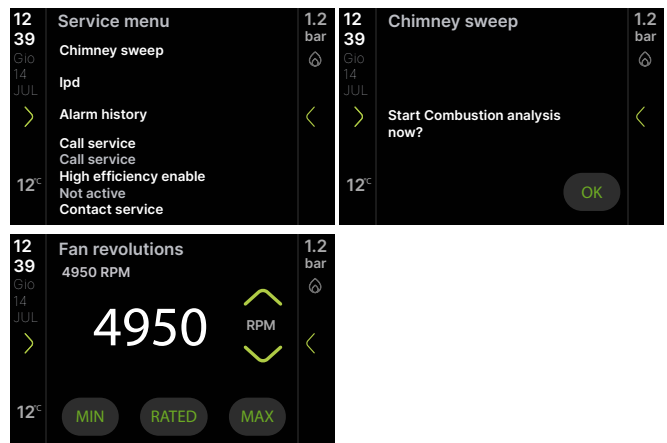 12
39
Gio
14
JUL
12°C
Service menu
Chimney sweep
Ipd
Alarm history
Call service
Call service
High efficiency enable
Not active
Contact service
1.2
bar
12
39
Gio
14
JUL
12°C
Chimney sweep
Start Combustion analysis
now?
OK
1.2
bar
12
39
Gio
14
JUL
12°C
Fan revolutions
4950 RPM
4950
RPM
MIN
RATED
MAX
1.2
bar